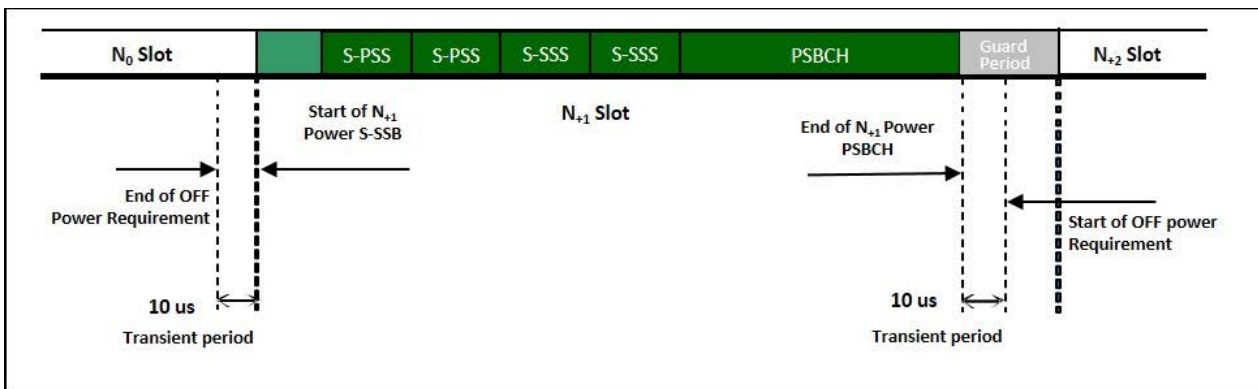 N₀ Slot
S-PSS
S-PSS
S-SSS
S-SSS
PSBCH
Guard
Period
N₊₂ Slot
Start of N₊₁
Power S-SSB
N₊₁ Slot
End of N₊₁ Power
PSBCH
End of OFF
Power Requirement
Start of OFF power
Requirement
10 us
Transient period
10 us
Transient period